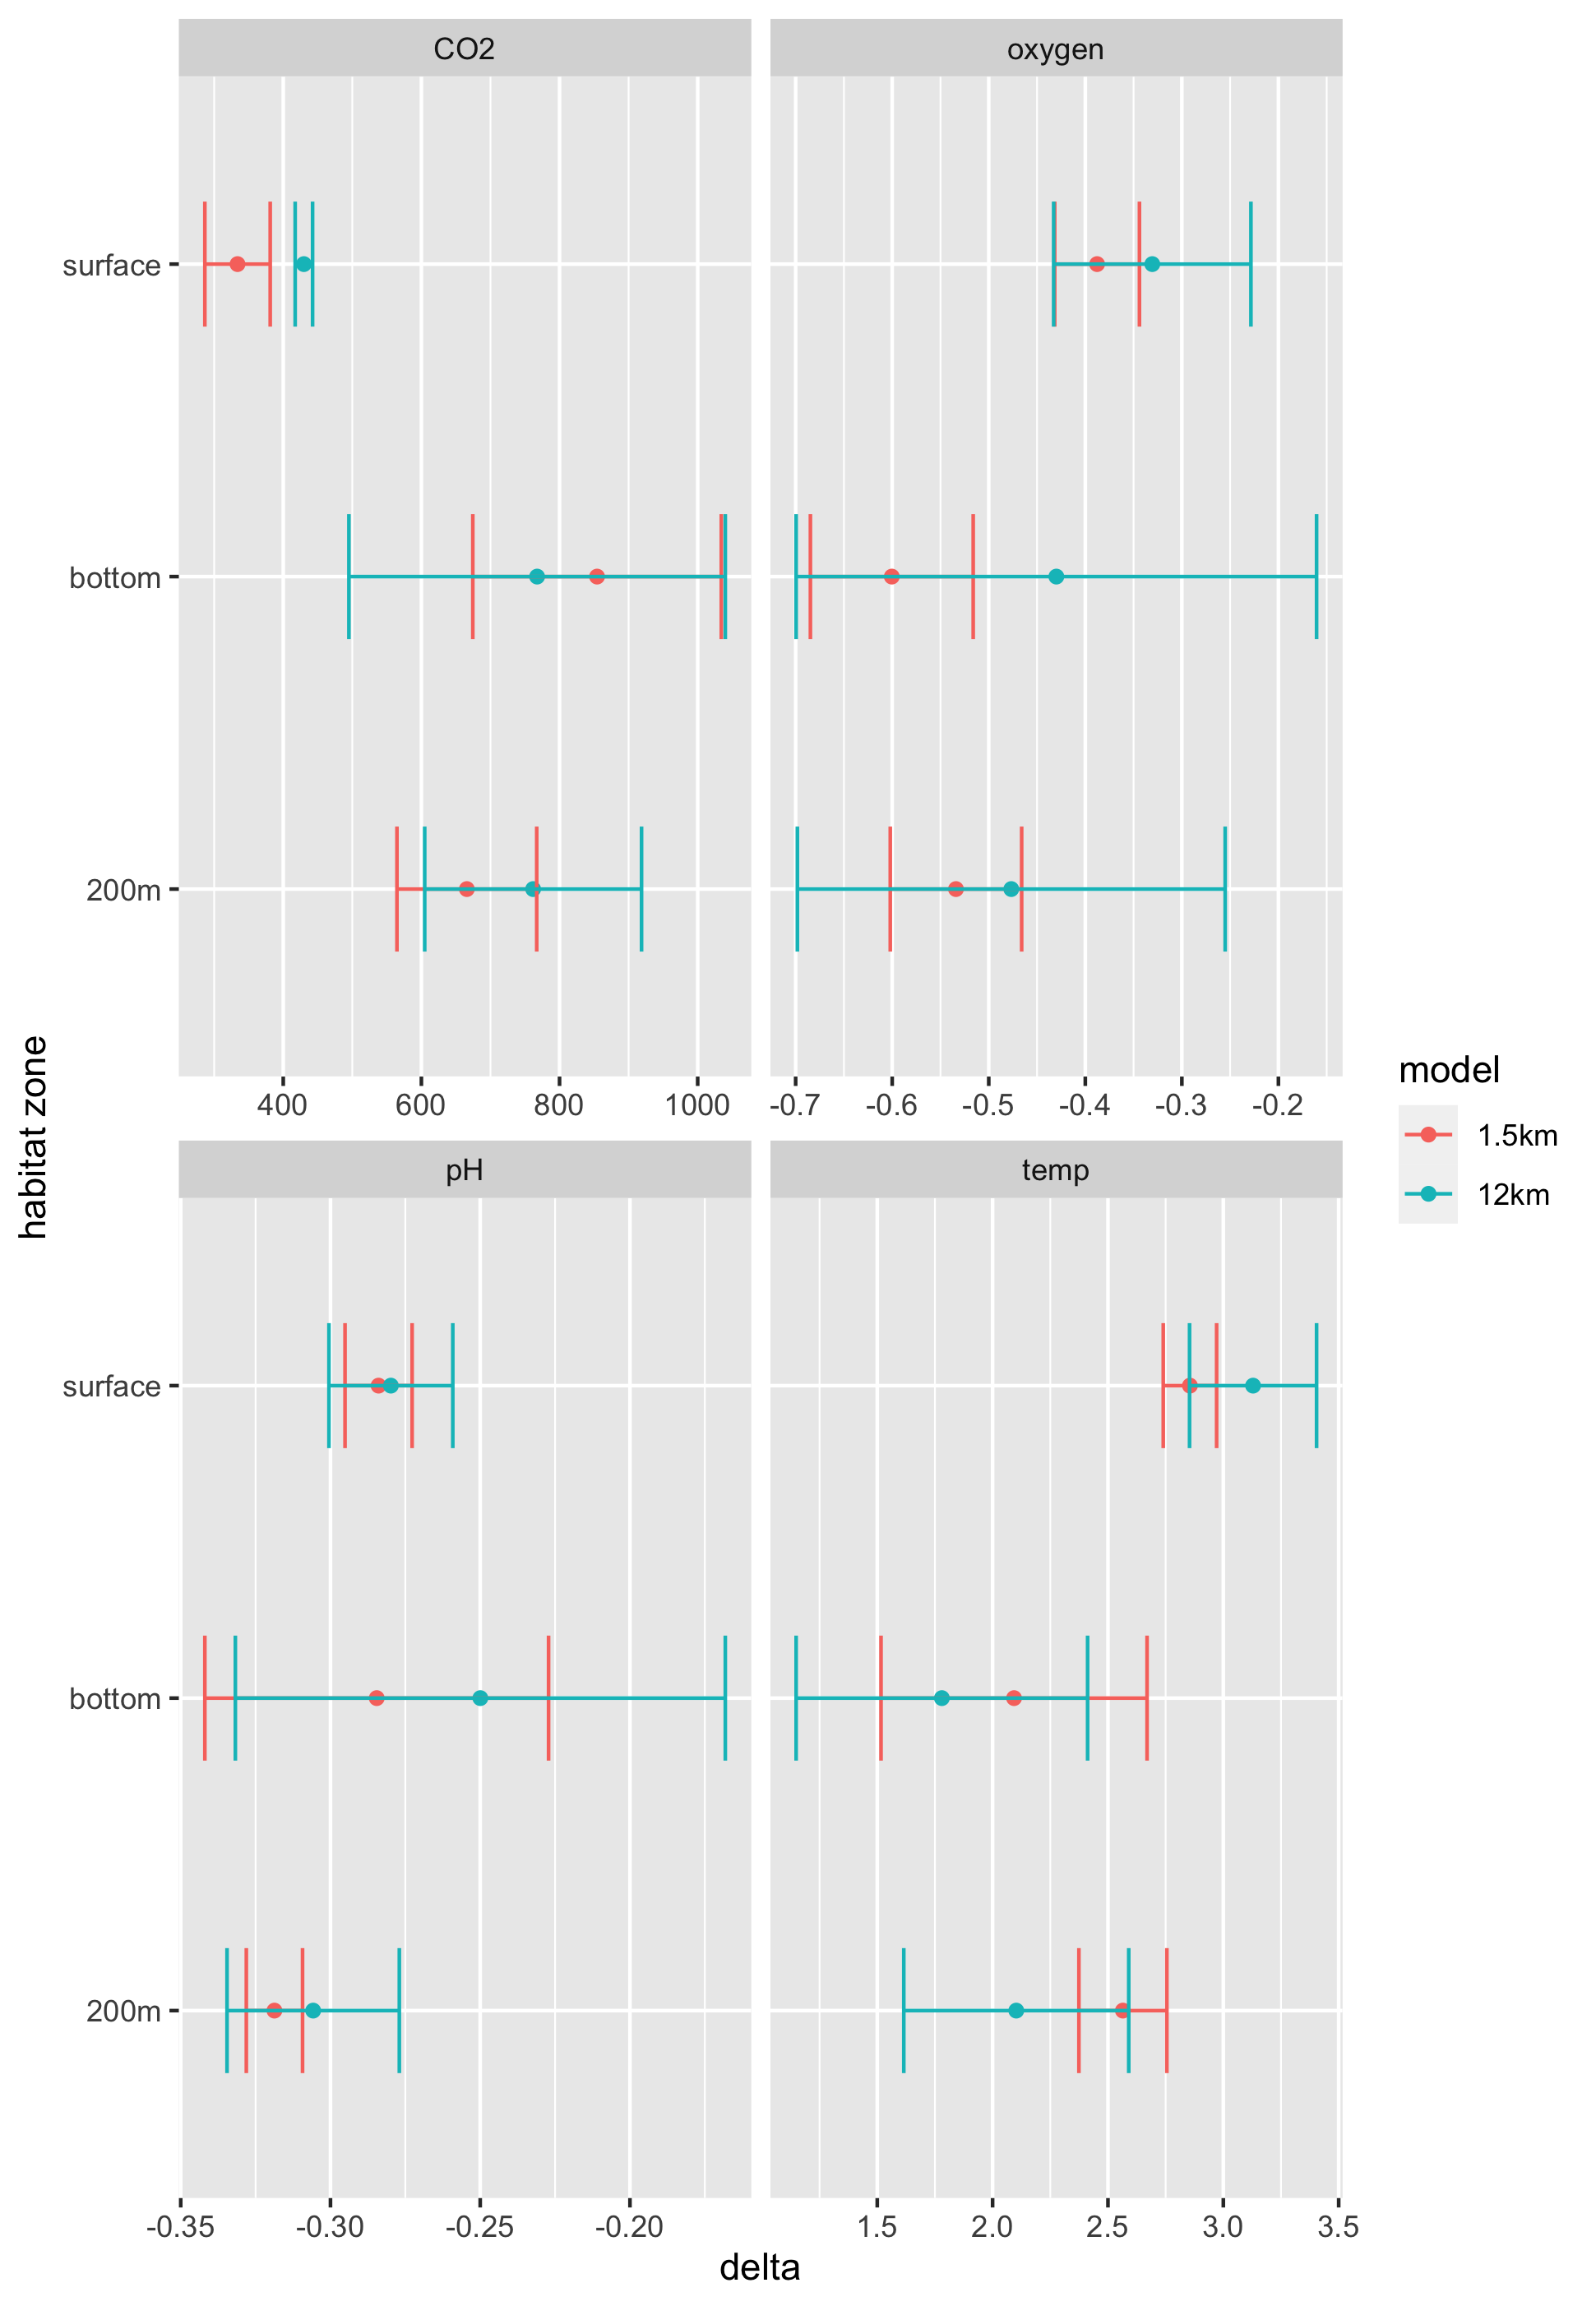 CO2
oxygen
surface
bottom
200m
400 600 800 1000
-0.7 -0.6 -0.5 -0.4 -0.3 -0.2
habitat zone
pH
temp
surface
bottom
200m
-0.35 -0.30 -0.25 -0.20
1.5 2.0 2.5 3.0 3.5
delta
model
1.5km
12km